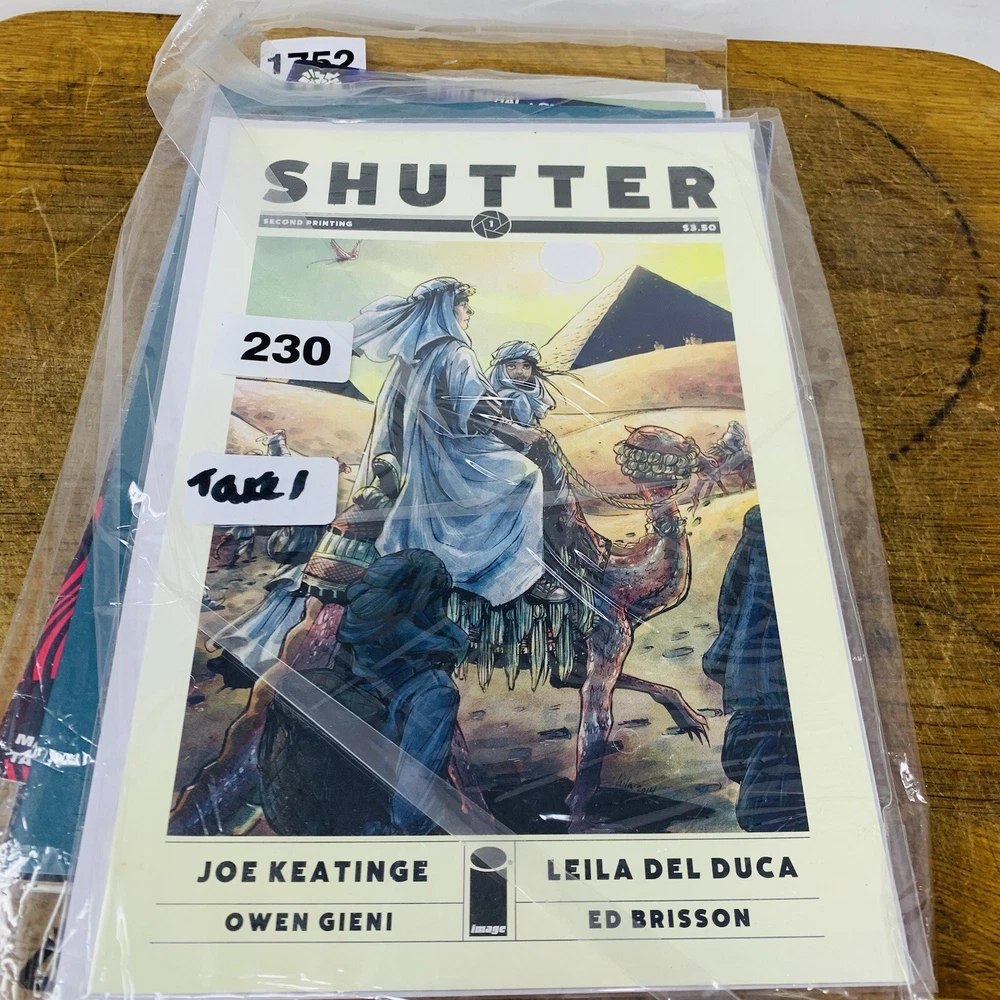 1752
SHUTTER
SECOND PRINTING
1
$3.50
230
Take 1
JOE KEATINGE
LEILA DEL DUCA
OWEN GIENI
ED BRISSON
image